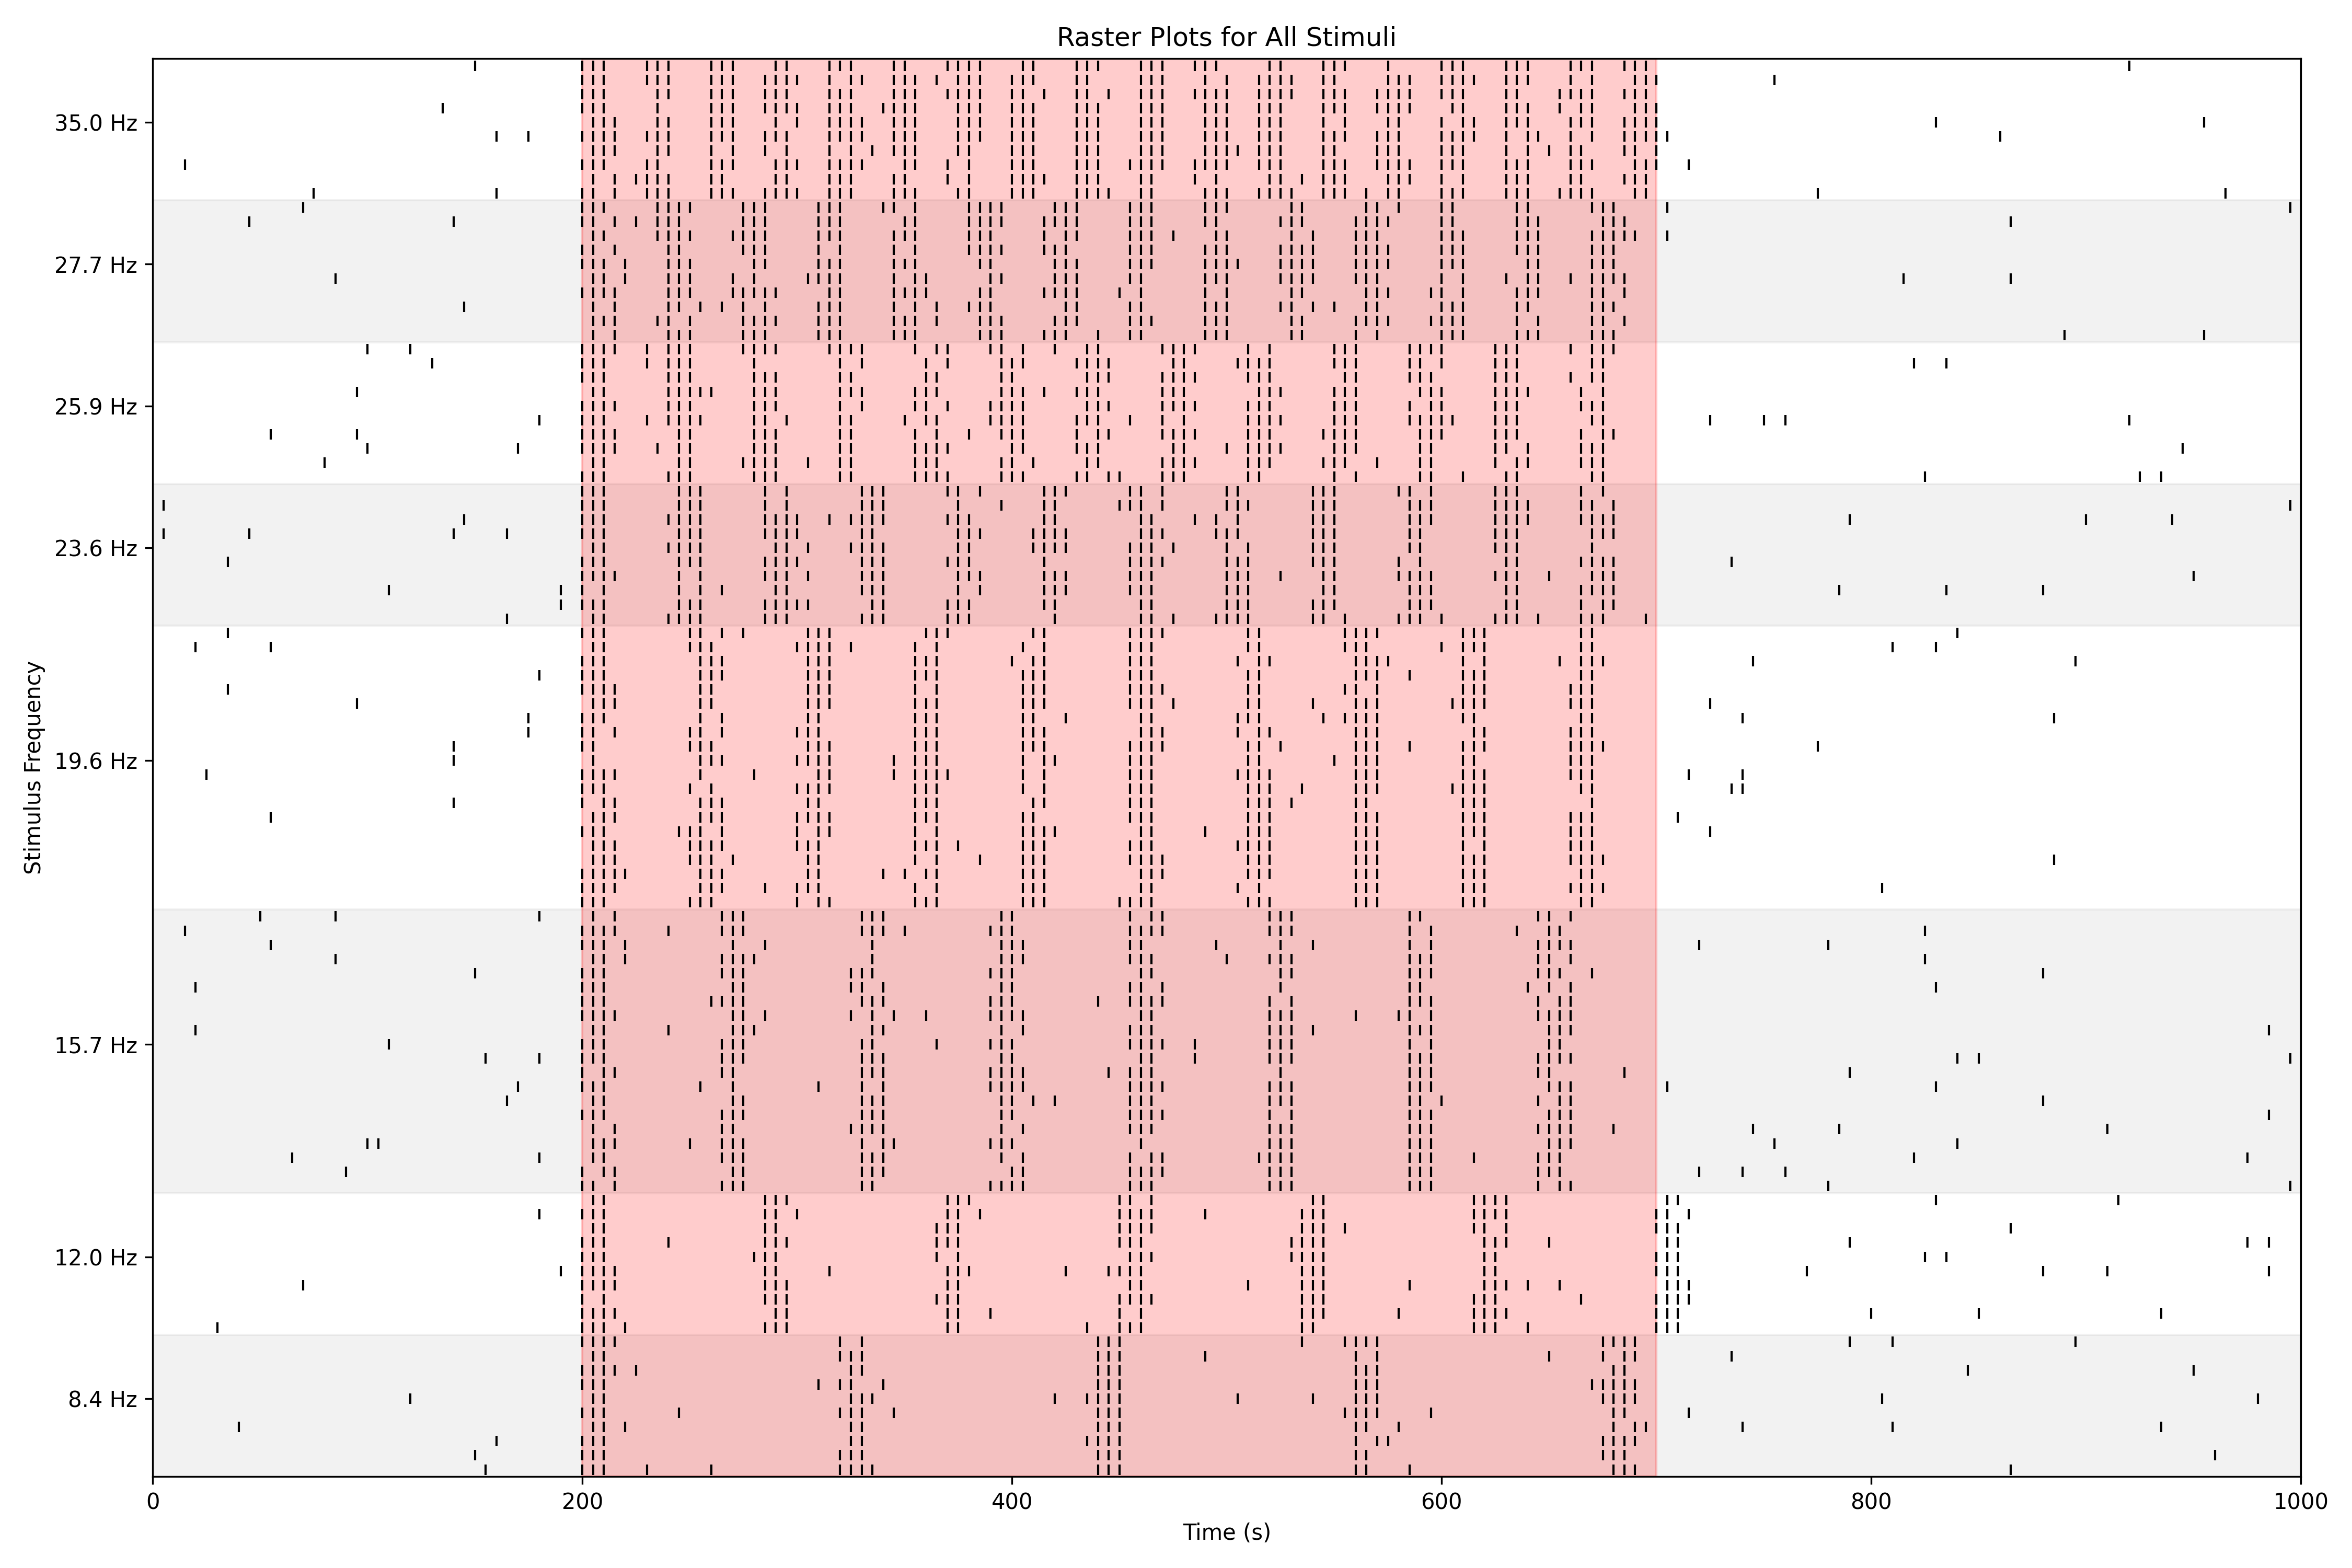 Raster Plots for All Stimuli
35.0 Hz
27.7 Hz
25.9 Hz
23.6 Hz
19.6 Hz
15.7 Hz
12.0 Hz
8.4 Hz
Stimulus Frequency
0 200 400 600 800 1000
Time (s)